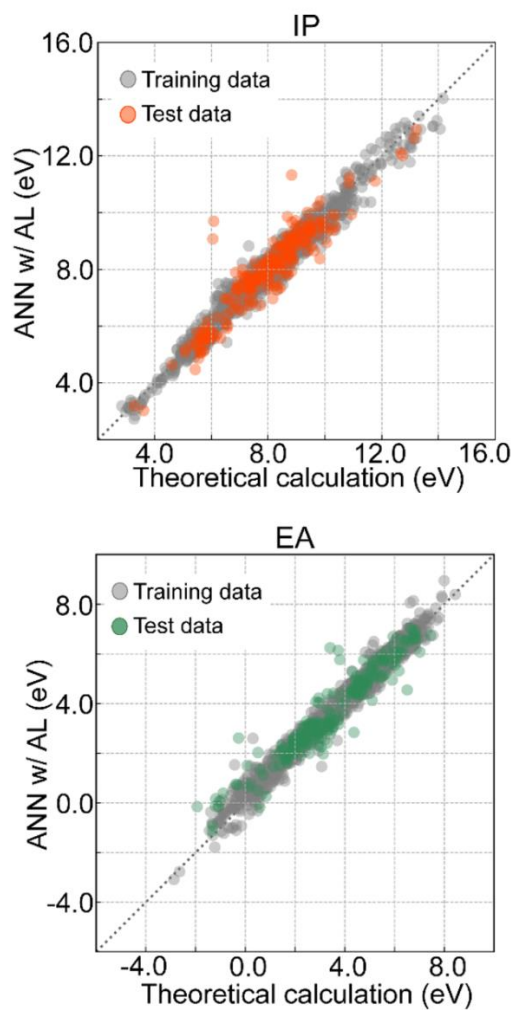 IP
16.0
Training data
Test data
12.0
ANN w/ AL (eV)
8.0
4.0
4.0 8.0 12.0 16.0
Theoretical calculation (eV)
EA
8.0
Training data
Test data
4.0
ANN w/ AL (eV)
0.0
-4.0
-4.0 0.0 4.0 8.0
Theoretical calculation (eV)